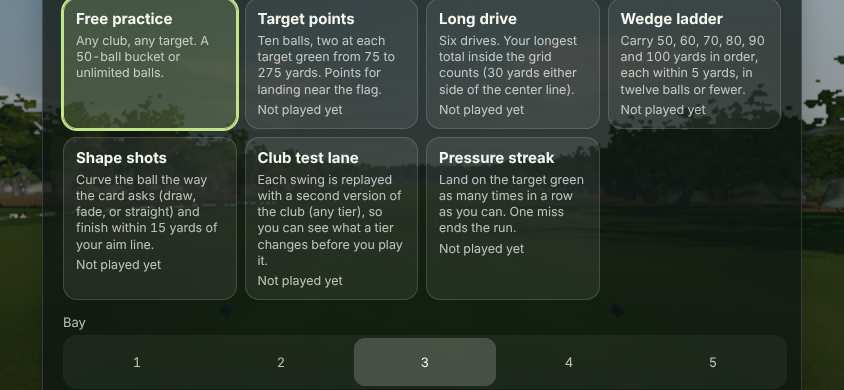 Free practice
Any club, any target. A
50-ball bucket or
unlimited balls.
Target points
Ten balls, two at each
target green from 75 to
275 yards. Points for
landing near the flag.
Not played yet
Long drive
Six drives. Your longest
total inside the grid
counts (30 yards either
side of the center line).
Not played yet
Wedge ladder
Carry 50, 60, 70, 80, 90
and 100 yards in order,
each within 5 yards, in
twelve balls or fewer.
Not played yet
Shape shots
Curve the ball the way
the card asks (draw,
fade, or straight) and
finish within 15 yards of
your aim line.
Not played yet
Club test lane
Each swing is replayed
with a second version of
the club (any tier), so
you can see what a tier
changes before you play
it.
Not played yet
Pressure streak
Land on the target green
as many times in a row
as you can. One miss
ends the run.
Not played yet
Bay
1
2
3
4
5